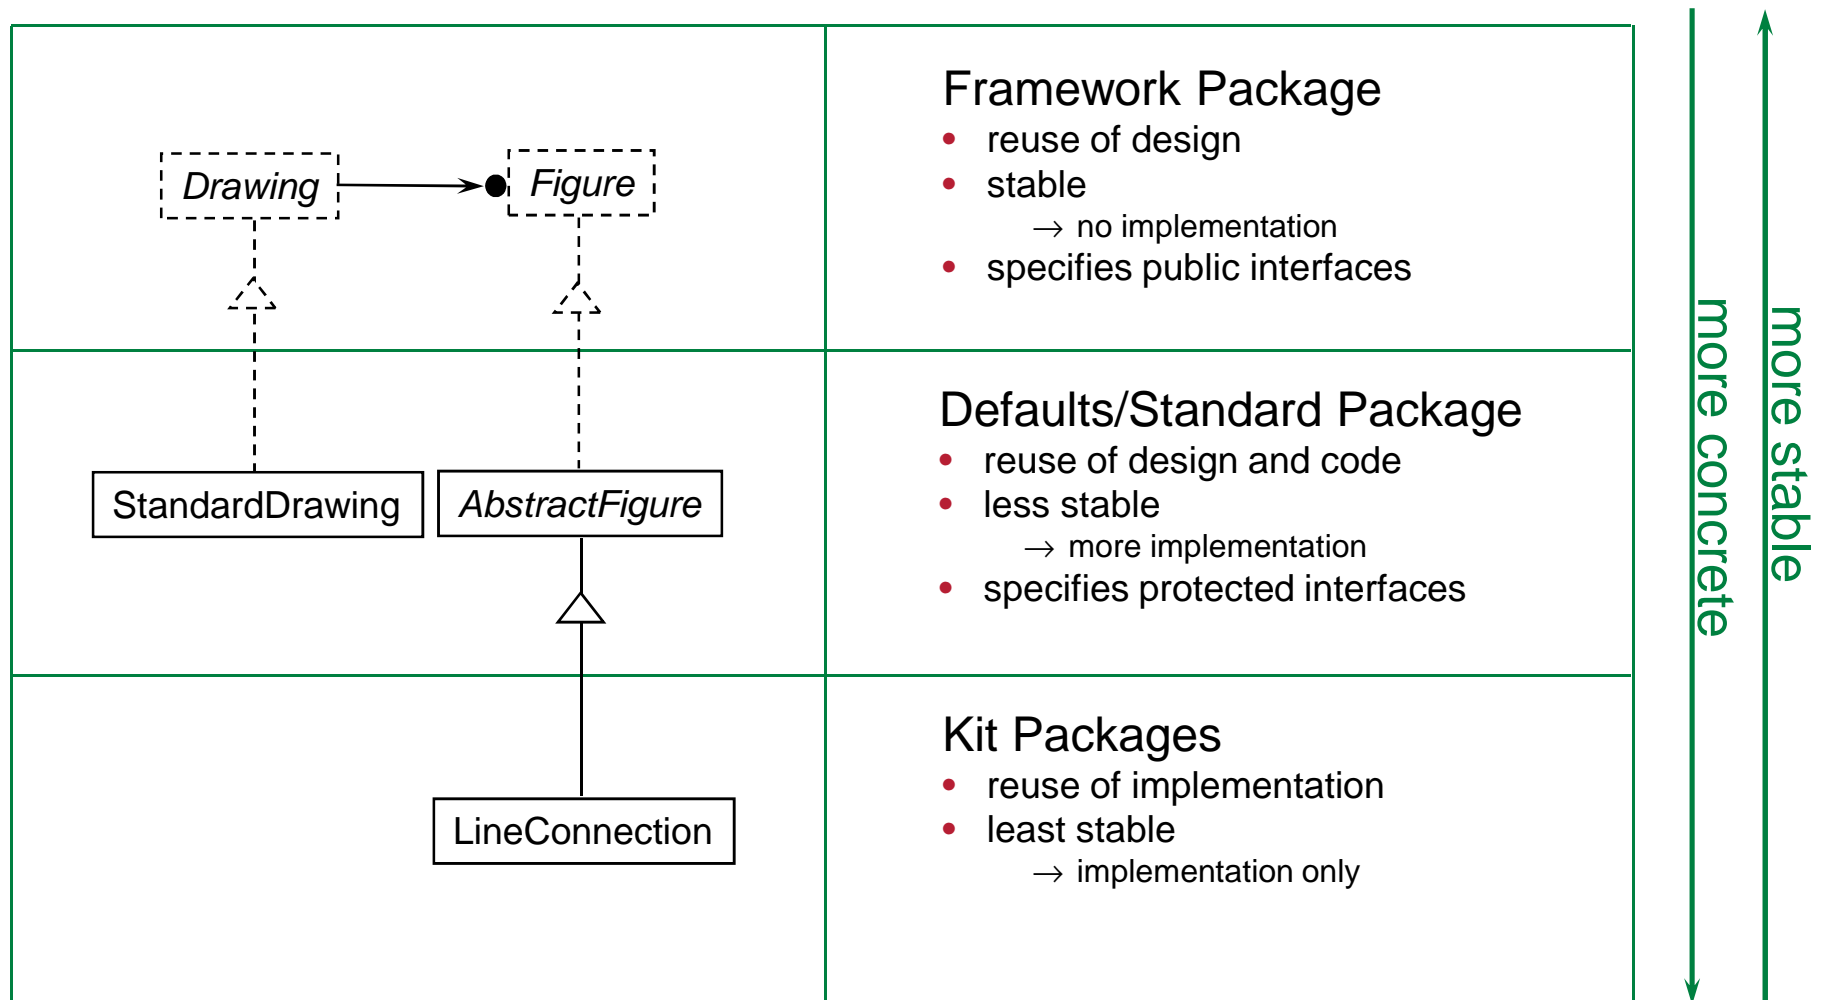 Drawing
Figure
Framework Package
• reuse of design
• stable
→ no implementation
• specifies public interfaces
StandardDrawing
AbstractFigure
Defaults/Standard Package
• reuse of design and code
• less stable
→ more implementation
• specifies protected interfaces
LineConnection
Kit Packages
• reuse of implementation
• least stable
→ implementation only
more concrete
more stable